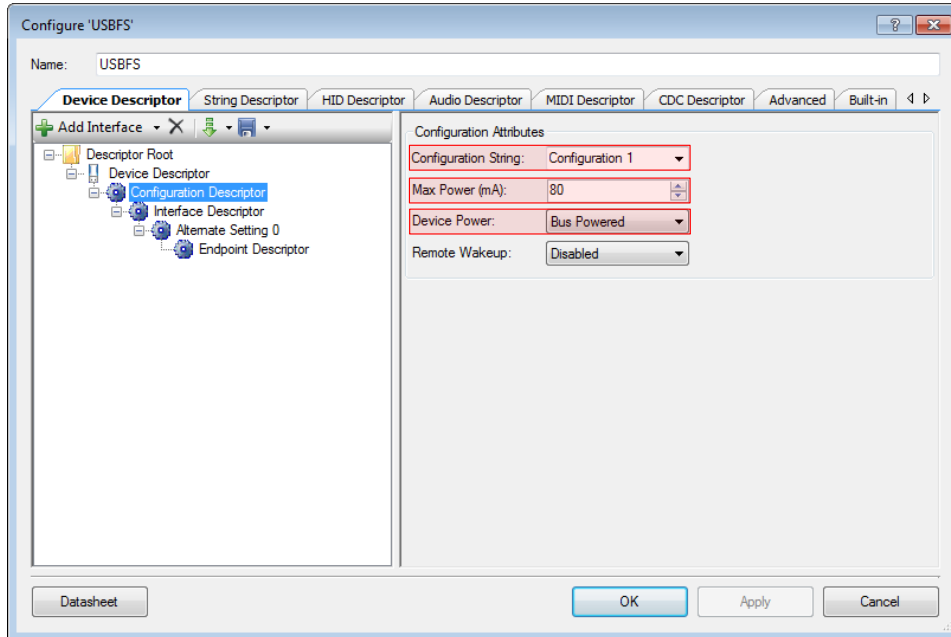 Configure 'USBFS'
Name: USBFS
Device Descriptor String Descriptor HID Descriptor Audio Descriptor MIDI Descriptor CDC Descriptor Advanced Built-in
Add Interface
Descriptor Root
Device Descriptor
Configuration Descriptor
Interface Descriptor
Alternate Setting 0
Endpoint Descriptor
Configuration Attributes
Configuration String: Configuration 1
Max Power (mA): 80
Device Power: Bus Powered
Remote Wakeup: Disabled
Datasheet OK Apply Cancel